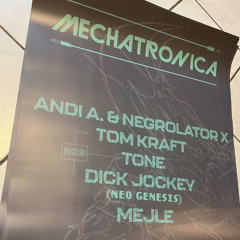 MECHATRONICA
ANDI A. & NEGROLATOR X
TOM KRAFT
TONE
DICK JOCKEY
(NEO GENESIS)
MEJLE